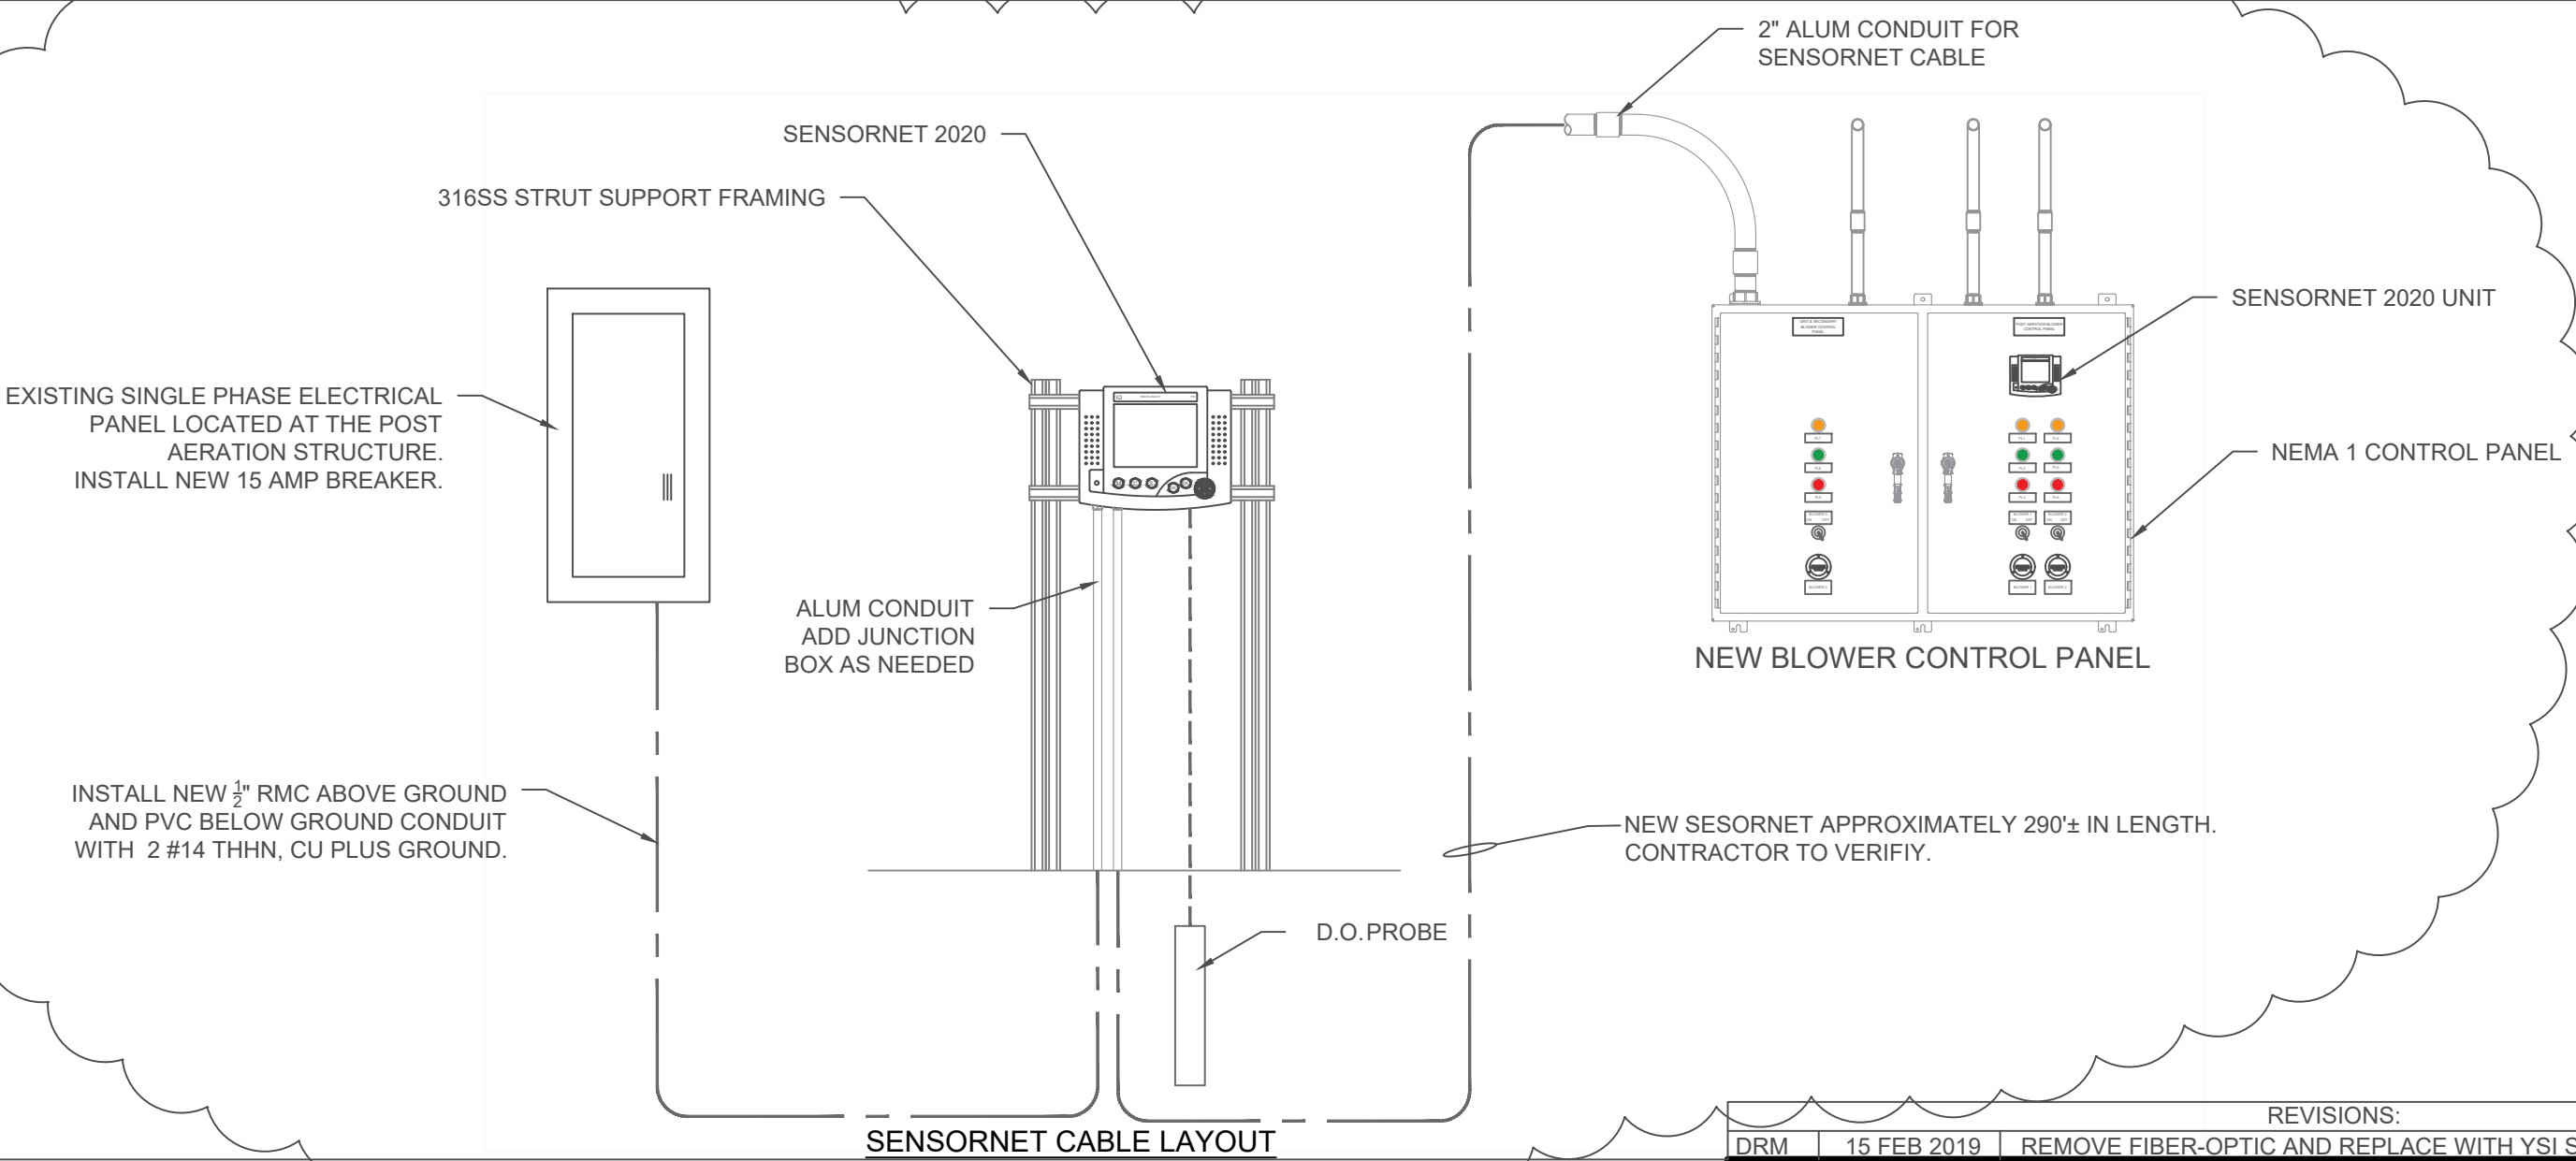 2" ALUM CONDUIT FOR
SENSORNET CABLE
SENSORNET 2020
316SS STRUT SUPPORT FRAMING
SENSORNET 2020 UNIT
EXISTING SINGLE PHASE ELECTRICAL
PANEL LOCATED AT THE POST
AERATION STRUCTURE.
INSTALL NEW 15 AMP BREAKER.
NEMA 1 CONTROL PANEL
ALUM CONDUIT
ADD JUNCTION
BOX AS NEEDED
NEW BLOWER CONTROL PANEL
INSTALL NEW 1/2" RMC ABOVE GROUND
AND PVC BELOW GROUND CONDUIT
WITH 2 #14 THHN, CU PLUS GROUND.
NEW SESORNET APPROXIMATELY 290'± IN LENGTH.
CONTRACTOR TO VERIFIY.
D.O.PROBE
SENSORNET CABLE LAYOUT
REVISIONS:
DRM 15 FEB 2019 REMOVE FIBER-OPTIC AND REPLACE WITH YSI S